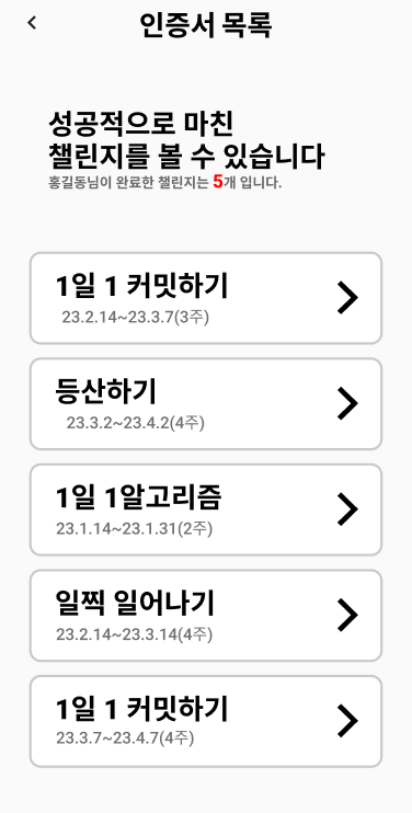 인증서 목록
성공적으로 마친
챌린지를 볼 수 있습니다
홍길동님이 완료한 챌린지는 5개 입니다.
1일 1 커밋하기
23.2.14~23.3.7(3주)
등산하기
23.3.2~23.4.2(4주)
1일 1알고리즘
23.1.14~23.1.31(2주)
일찍 일어나기
23.2.14~23.3.14(4주)
1일 1 커밋하기
23.3.7~23.4.7(4주)